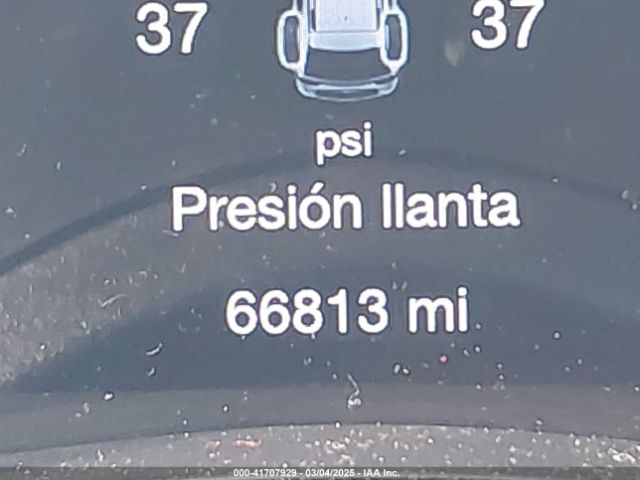 37 37
psi
Presión llanta
66813 mi
000-41707929 - 03/04/2025 - IAA Inc.